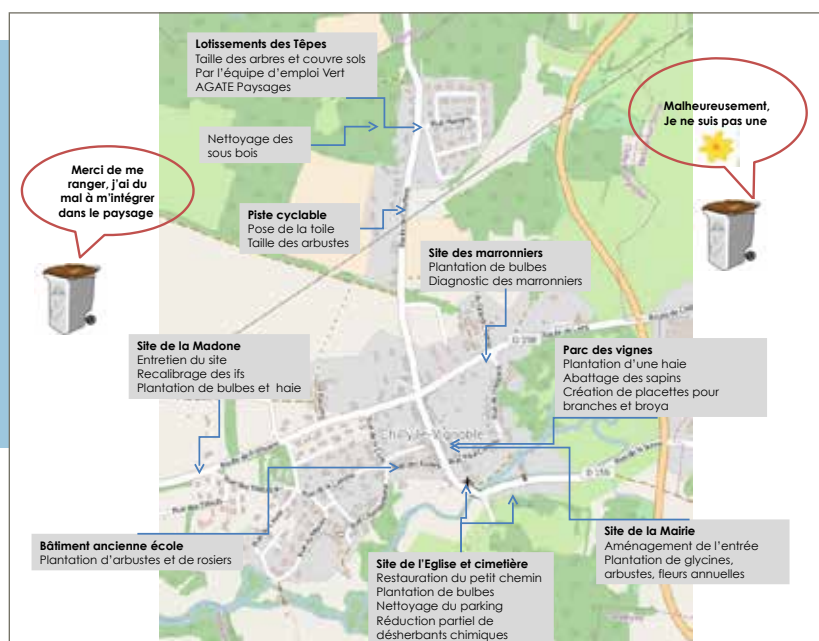 Lotissements des Têpes
Taille des arbres et couvre sols
Par l'équipe d'emploi Vert
AGATE Paysages
Nettoyage des
sous bois
Malheureusement,
Je ne suis pas une
Merci de me
ranger, j'ai du
mal à m'intégrer
dans le paysage
Piste cyclable
Pose de la toile
Taille des arbustes
Site des marronniers
Plantation de bulbes
Diagnostic des marronniers
D 158
Site de la Madone
Entretien du site
Recalibrage des ifs
Plantation de bulbes et haie
Parc des vignes
Plantation d'une haie
Abattage des sapins
Création de placettes pour
branches et broya
D 158
Bâtiment ancienne école
Plantation d'arbustes et de rosiers
Site de l'Eglise et cimetière
Restauration du petit chemin
Plantation de bulbes
Nettoyage du parking
Réduction partiel de
désherbants chimiques
Site de la Mairie
Aménagement de l'entrée
Plantation de glycines,
arbustes, fleurs annuelles